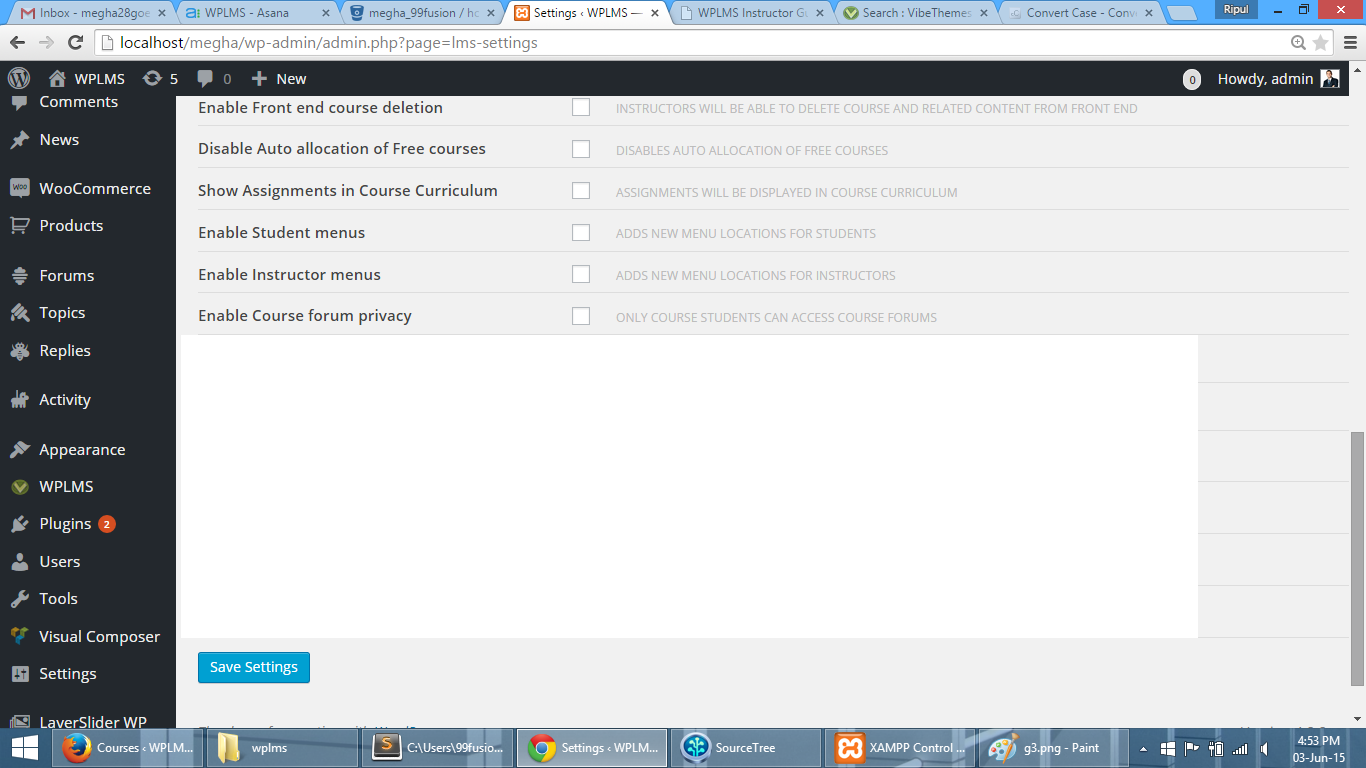 Inbox - megha28goe
WPLMS - Asana
megha_99fusion / ho
Settings ‹ WPLMS —
WPLMS Instructor Gu
Search : VibeThemes
Convert Case - Conv
Ripul
localhost/megha/wp-admin/admin.php?page=lms-settings
WPLMS 5 0 New 0 Howdy, admin
Comments
News
WOO WooCommerce
Products
Forums
Topics
Replies
Activity
Appearance
WPLMS
Plugins 2
Users
Tools
Visual Composer
Settings
LayerSlider WP
Enable Front end course deletion INSTRUCTORS WILL BE ABLE TO DELETE COURSE AND RELATED CONTENT FROM FRONT END
Disable Auto allocation of Free courses DISABLES AUTO ALLOCATION OF FREE COURSES
Show Assignments in Course Curriculum ASSIGNMENTS WILL BE DISPLAYED IN COURSE CURRICULUM
Enable Student menus ADDS NEW MENU LOCATIONS FOR STUDENTS
Enable Instructor menus ADDS NEW MENU LOCATIONS FOR INSTRUCTORS
Enable Course forum privacy ONLY COURSE STUDENTS CAN ACCESS COURSE FORUMS
Save Settings
Courses ‹ WPLM...
wplms
C:\Users\99fusio...
Settings ‹ WPLM...
SourceTree
XAMPP Control ...
g3.png - Paint
4:53 PM
03-Jun-15